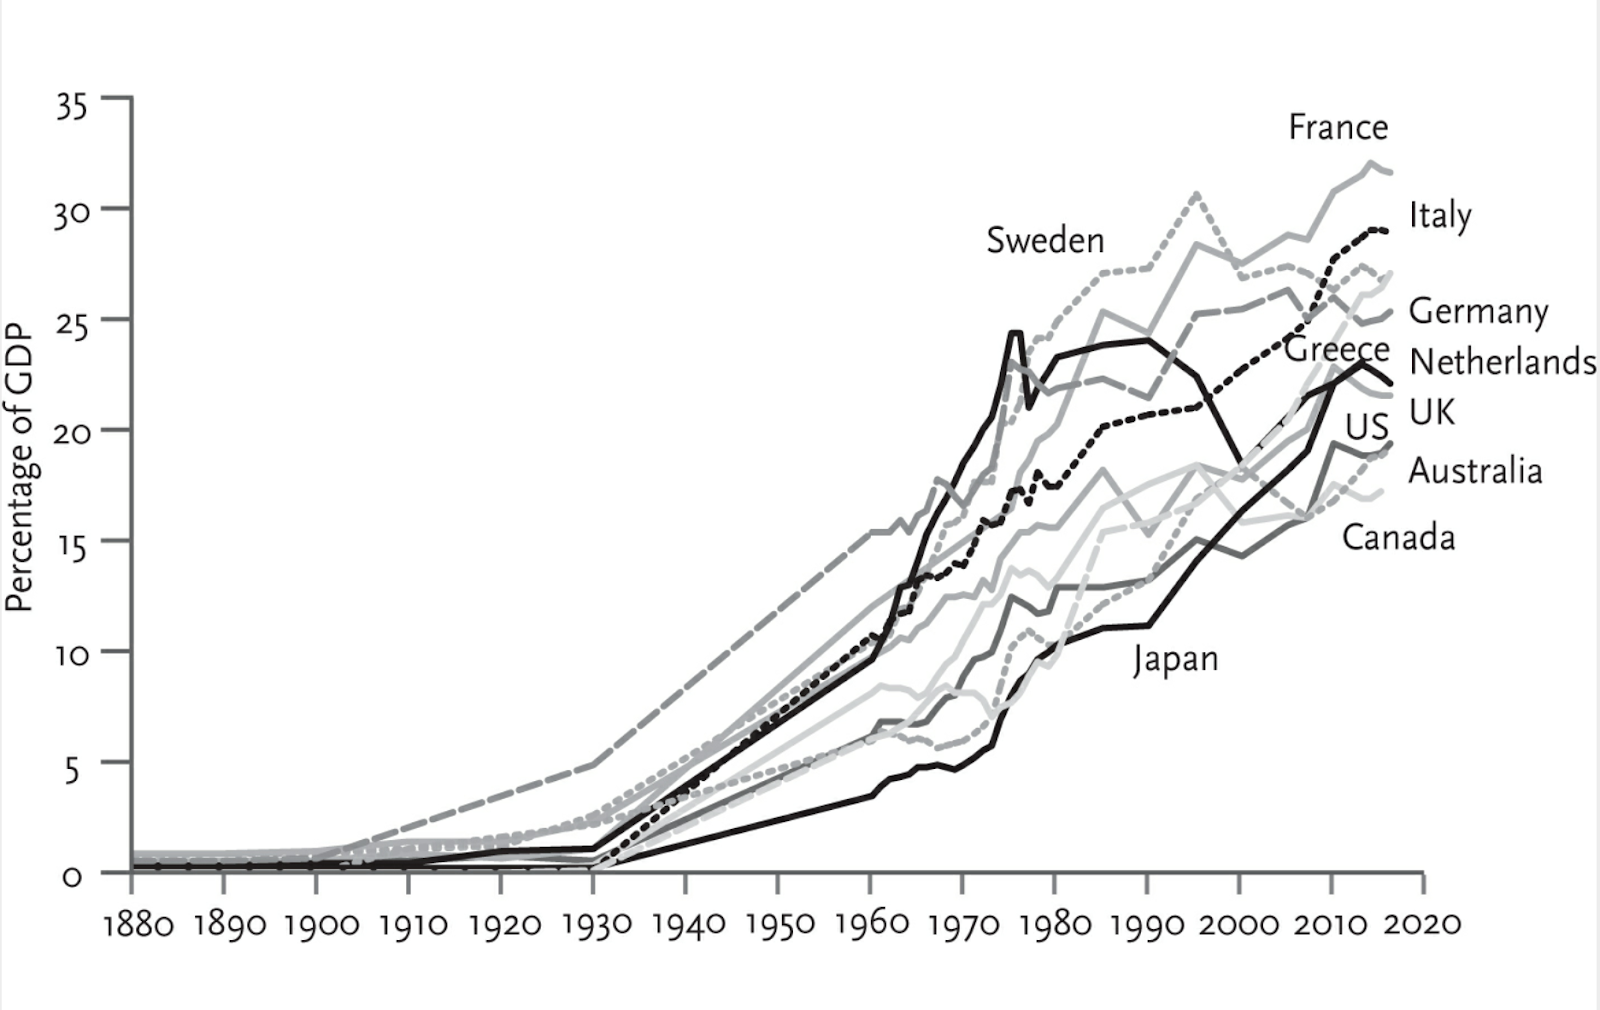 Percentage of GDP
35
30
25
20
15
10
5
0
France
Italy
Sweden
Germany
Greece
Netherlands
UK
US
Australia
Canada
Japan
1880 1890 1900 1910 1920 1930 1940 1950 1960 1970 1980 1990 2000 2010 2020